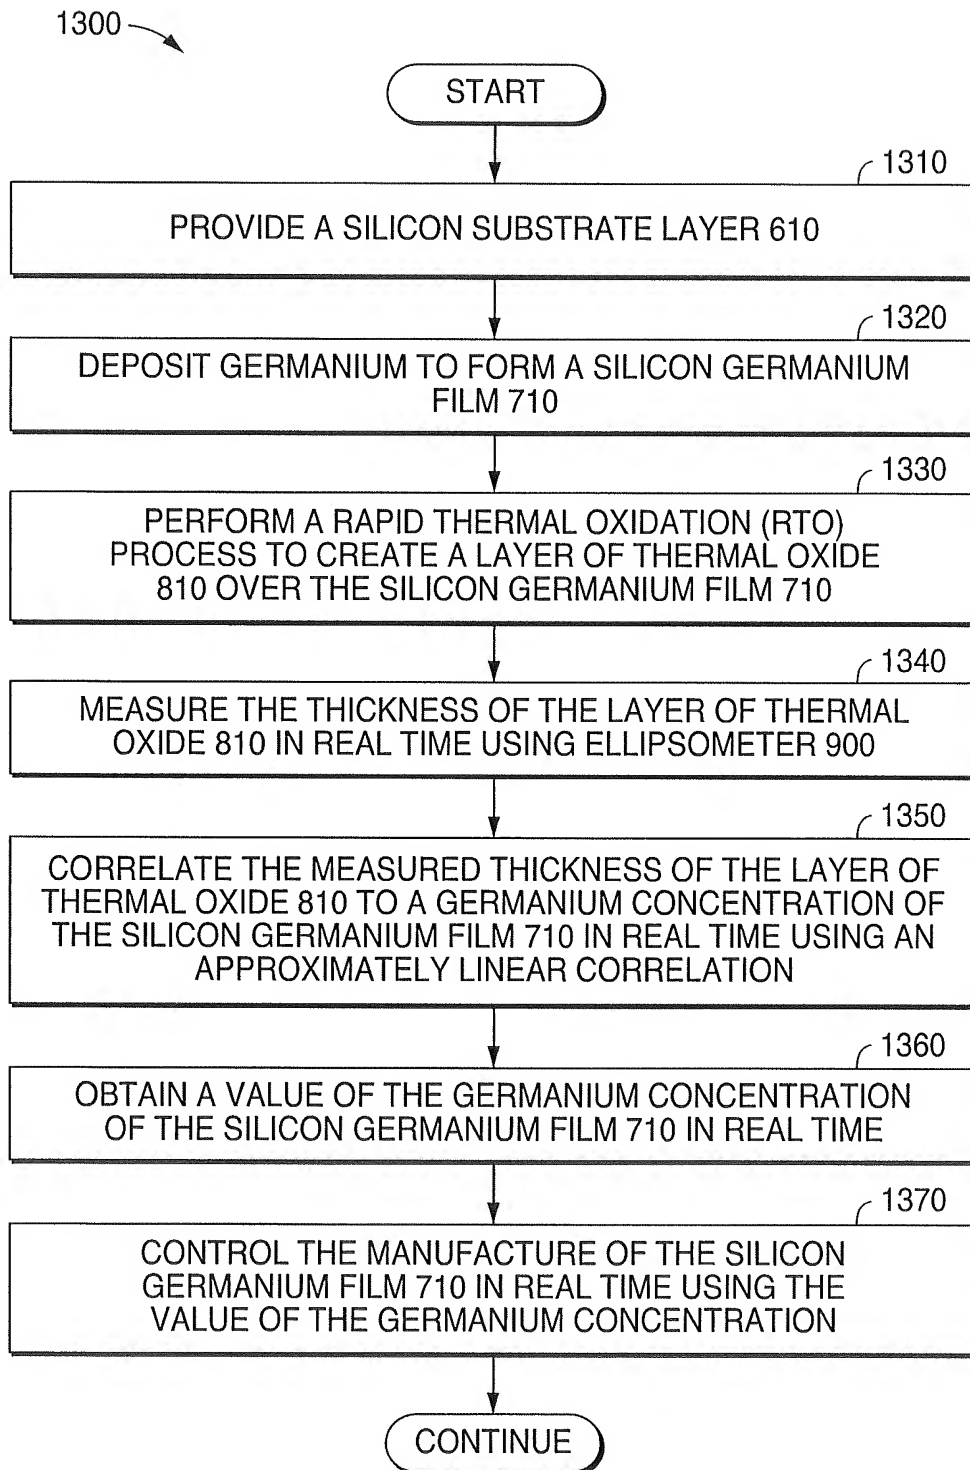 1300
START
1310
PROVIDE A SILICON SUBSTRATE LAYER 610
1320
DEPOSIT GERMANIUM TO FORM A SILICON GERMANIUM
FILM 710
1330
PERFORM A RAPID THERMAL OXIDATION (RTO)
PROCESS TO CREATE A LAYER OF THERMAL OXIDE
810 OVER THE SILICON GERMANIUM FILM 710
1340
MEASURE THE THICKNESS OF THE LAYER OF THERMAL
OXIDE 810 IN REAL TIME USING ELLIPSOMETER 900
1350
CORRELATE THE MEASURED THICKNESS OF THE LAYER OF
THERMAL OXIDE 810 TO A GERMANIUM CONCENTRATION OF
THE SILICON GERMANIUM FILM 710 IN REAL TIME USING AN
APPROXIMATELY LINEAR CORRELATION
1360
OBTAIN A VALUE OF THE GERMANIUM CONCENTRATION
OF THE SILICON GERMANIUM FILM 710 IN REAL TIME
1370
CONTROL THE MANUFACTURE OF THE SILICON
GERMANIUM FILM 710 IN REAL TIME USING THE
VALUE OF THE GERMANIUM CONCENTRATION
CONTINUE